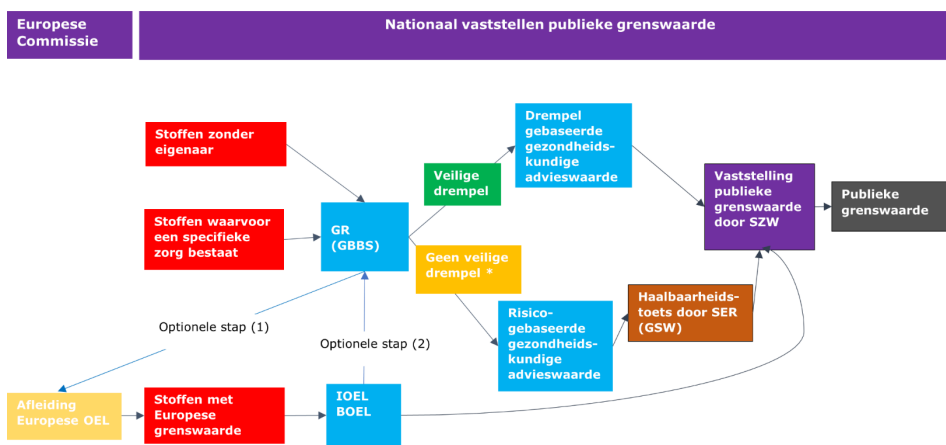 Europese
Commissie
Nationaal vaststellen publieke grenswaarde
Stoffen zonder
eigenaar
Stoffen waarvoor
een specifieke
zorg bestaat
GR
(GBBS)
Veilige
drempel
Geen veilige
drempel *
Drempel
gebaseerde
gezondheids-
kundige
advieswaarde
Risico-
gebaseerde
gezondheids-
kundige
advieswaarde
Haalbaarheids-
toets door SER
(GSW)
Vaststelling
publieke
grenswaarde
door SZW
Publieke
grenswaarde
Optionele stap (1)
Optionele stap (2)
Afleiding
Europese OEL
Stoffen met
Europese
grenswaarde
IOEL
BOEL